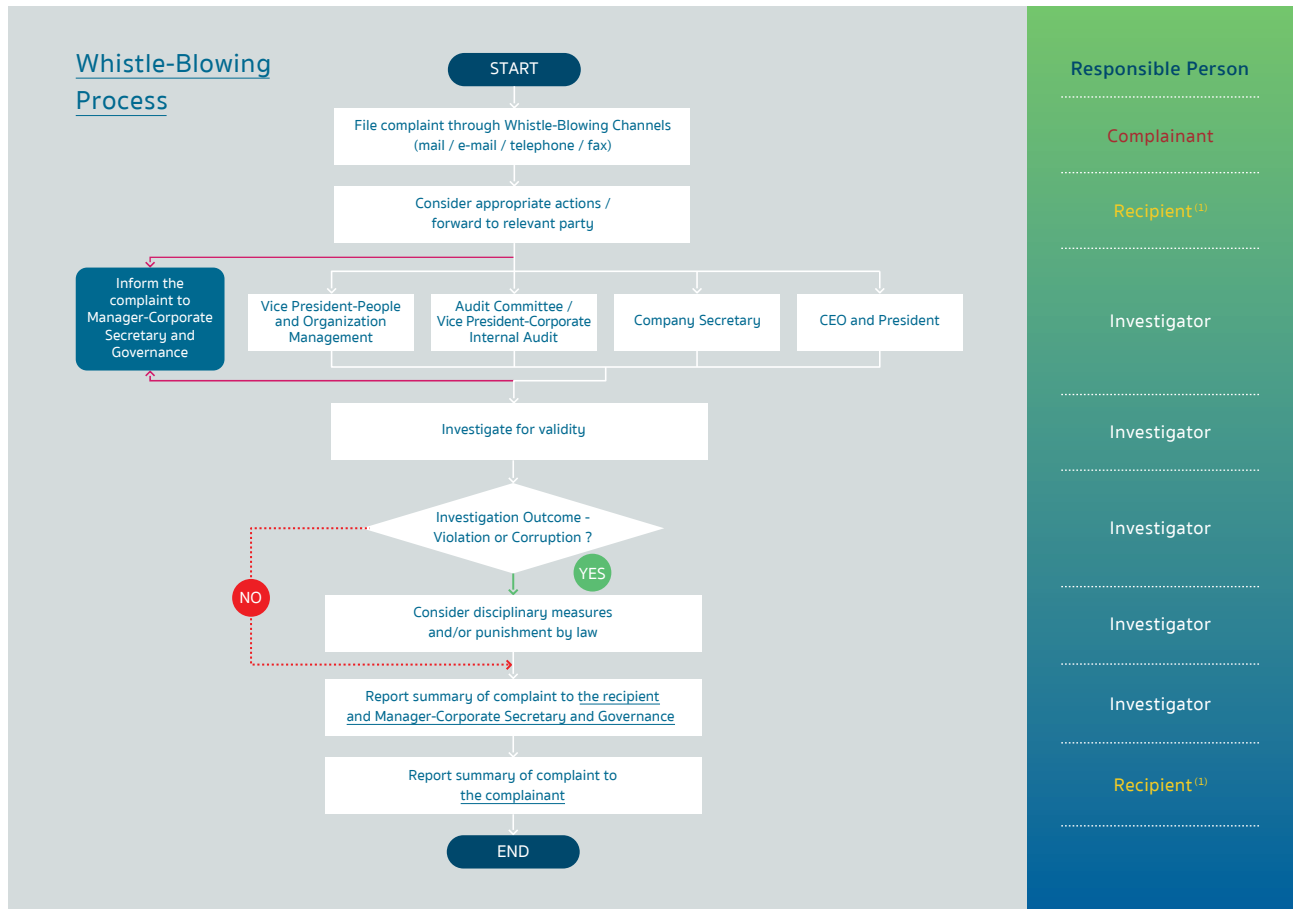 Whistle-Blowing
Process
START
Responsible Person
File complaint through Whistle-Blowing Channels
(mail / e-mail / telephone / fax)
Complainant
Consider appropriate actions /
forward to relevant party
Recipient (1)
Inform the
complaint to
Manager-Corporate
Secretary and
Governance
Vice President-People
and Organization
Management
Audit Committee /
Vice President-Corporate
Internal Audit
Company Secretary
CEO and President
Investigator
Investigate for validity
Investigator
Investigation Outcome -
Violation or Corruption ?
Investigator
YES
NO
Consider disciplinary measures
and/or punishment by law
Investigator
Report summary of complaint to the recipient
and Manager-Corporate Secretary and Governance
Investigator
Report summary of complaint to
the complainant
Recipient (1)
END